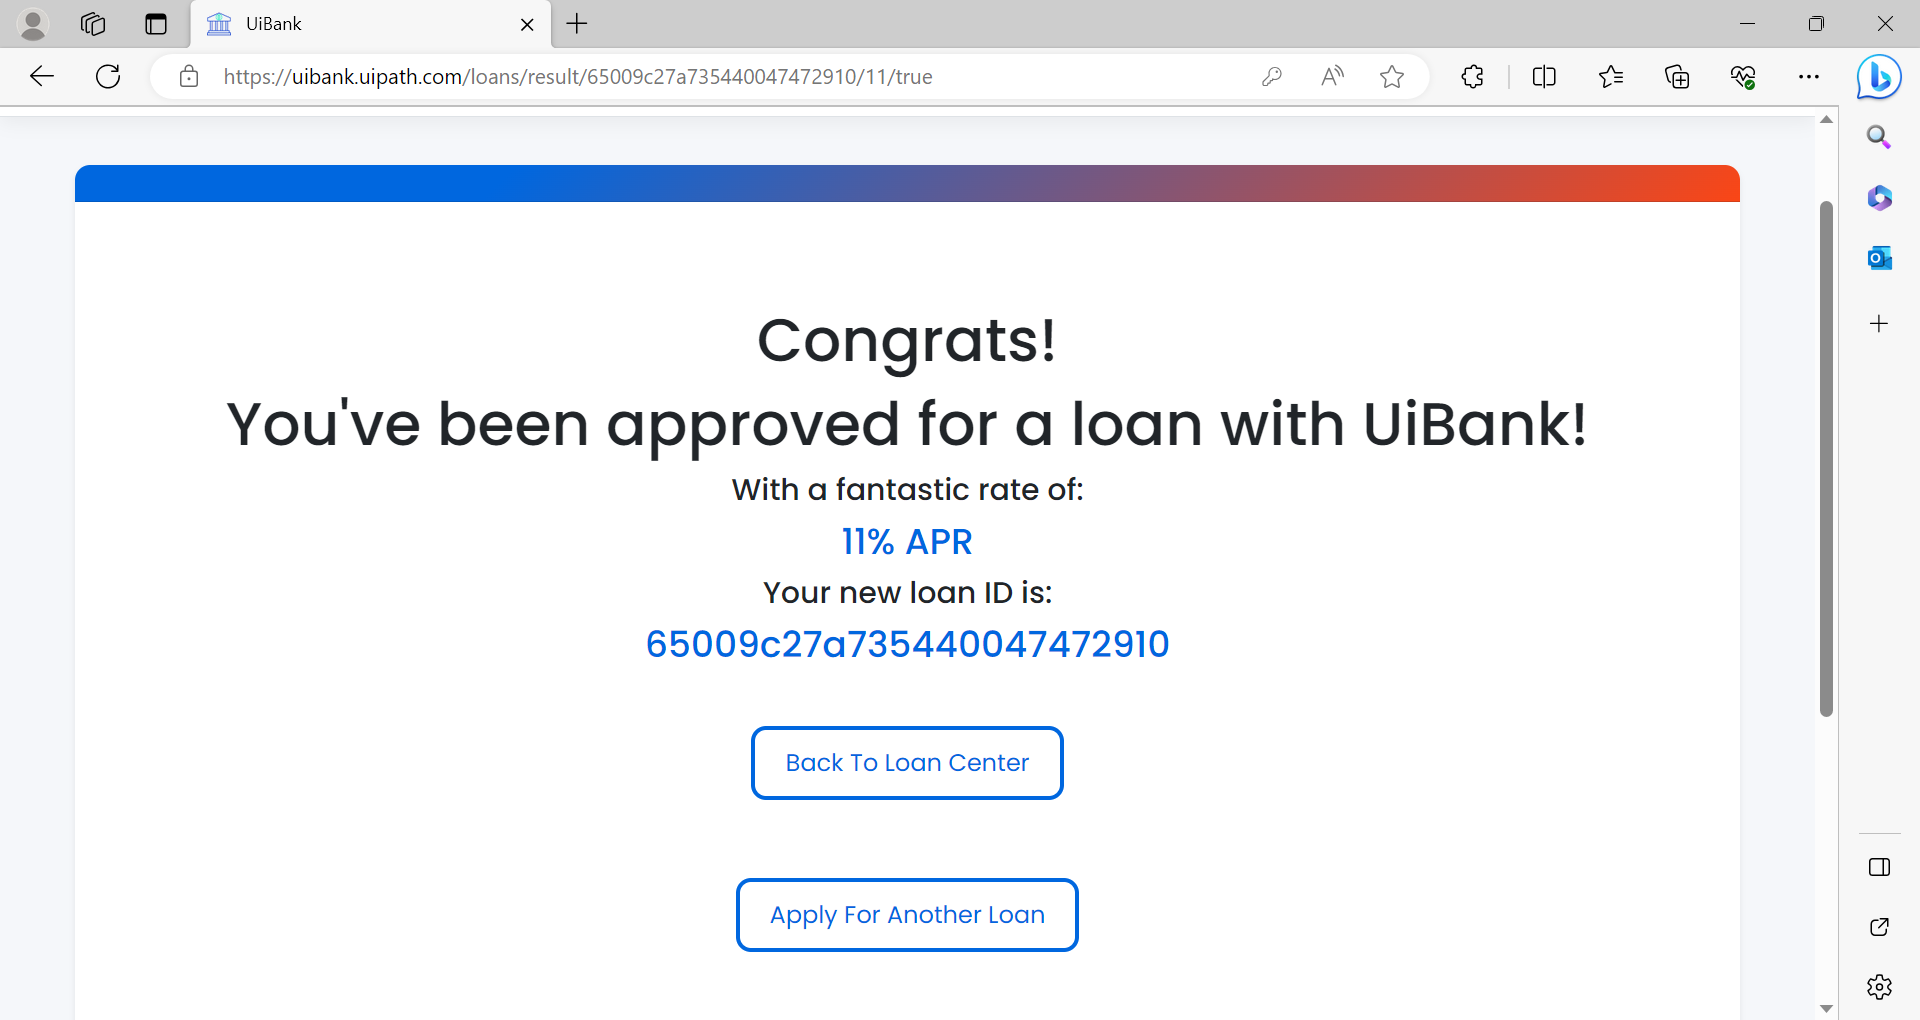 UiBank
https://uibank.uipath.com/loans/result/65009c27a735440047472910/11/true
Congrats!
You've been approved for a loan with UiBank!
With a fantastic rate of:
11% APR
Your new loan ID is:
65009c27a735440047472910
Back To Loan Center
Apply For Another Loan